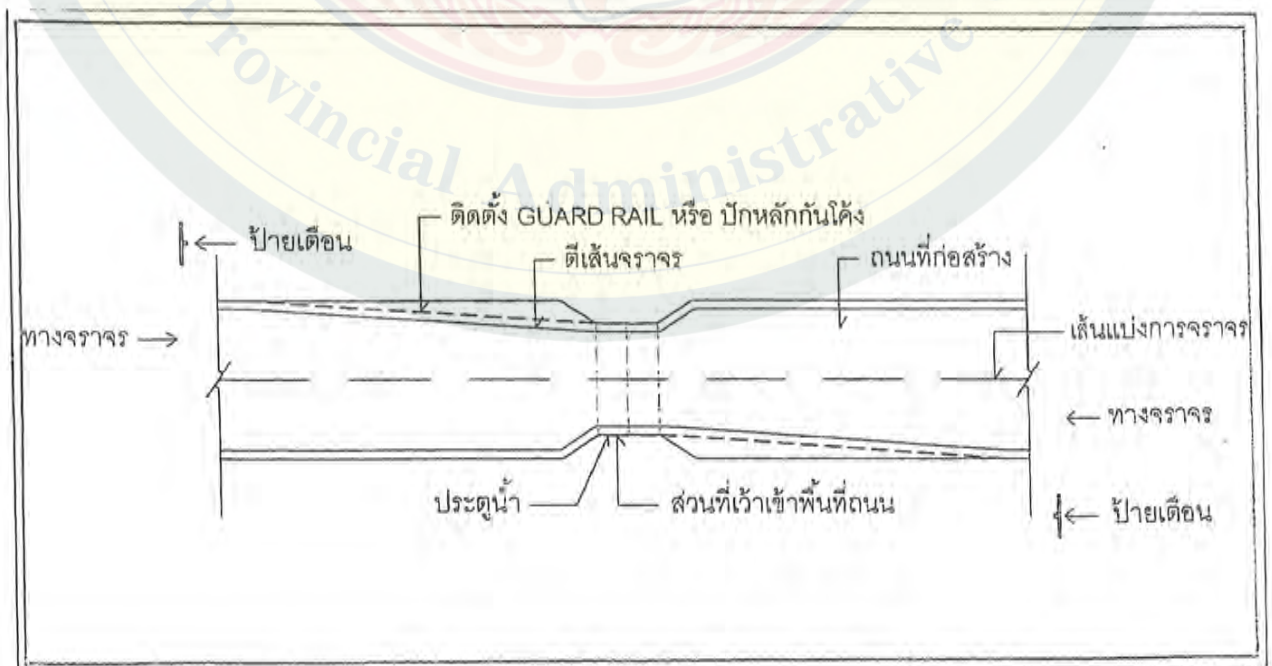 Provincial Administrative
ติดตั้ง GUARD RAIL หรือ ปักหลักกันโค้ง
ป้ายเตือน
ตีเส้นจราจร
ถนนที่ก่อสร้าง
ทางจราจร
เส้นแบ่งการจราจร
ทางจราจร
ประตูน้ำ
ส่วนที่เว้าเข้าพื้นที่ถนน
ป้ายเตือน